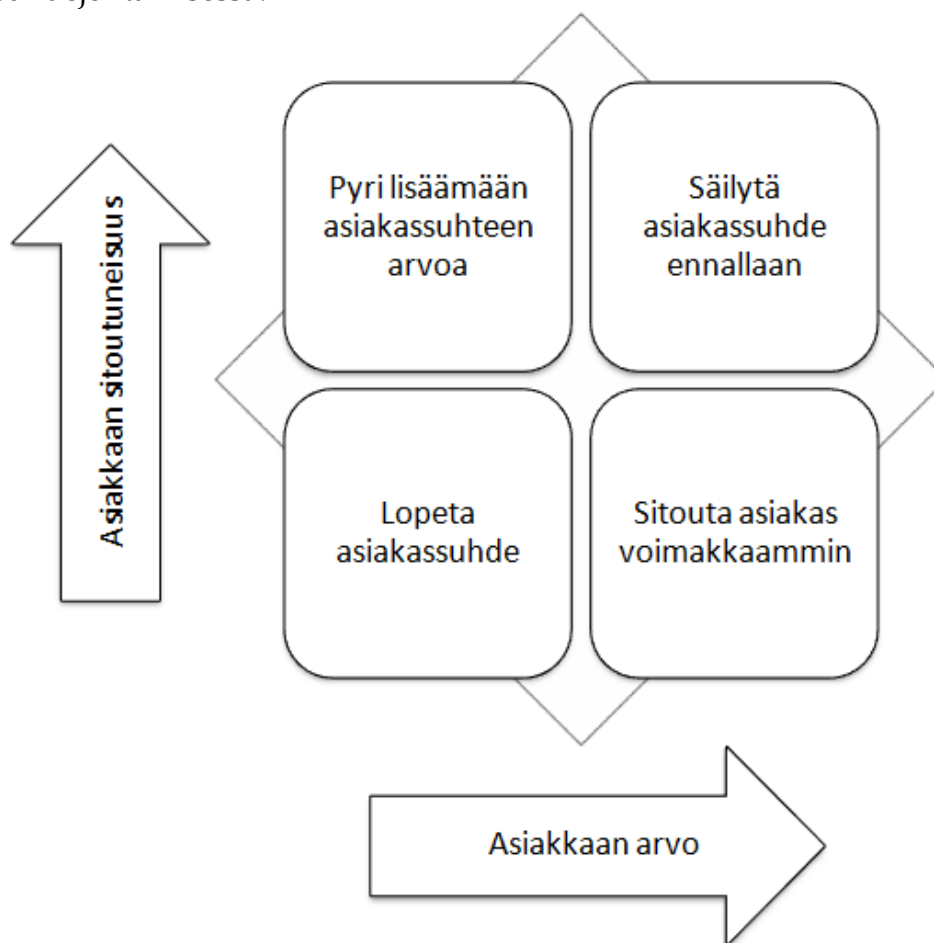 Pyri lisäämään
asiakassuhteen
arvoa
Säilytä
asiakassuhde
ennallaan
Asiakkaan sitoutuneisuus
Lopeta
asiakassuhde
Sitouta asiakas
voimakkaammin
Asiakkaan arvo